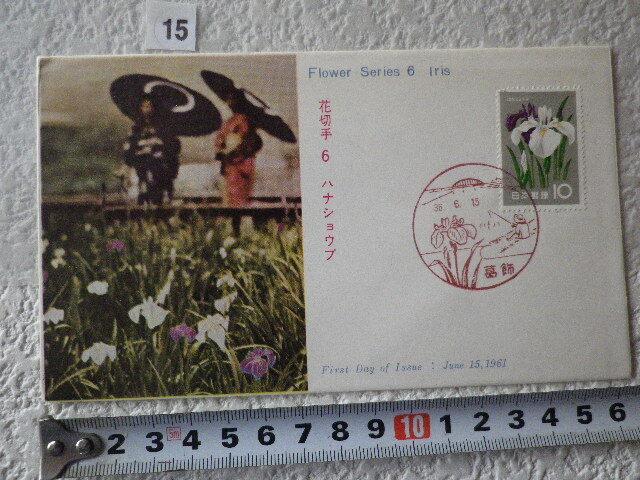 15
Flower Series 6 Iris
花切手 6 ハナショウブ
日本郵便 10
36.6.15
葛飾
First Day of Issue : June 15, 1961
2 3 5m 4 5 6 7 8 9 10 1 2 3 4 5 6